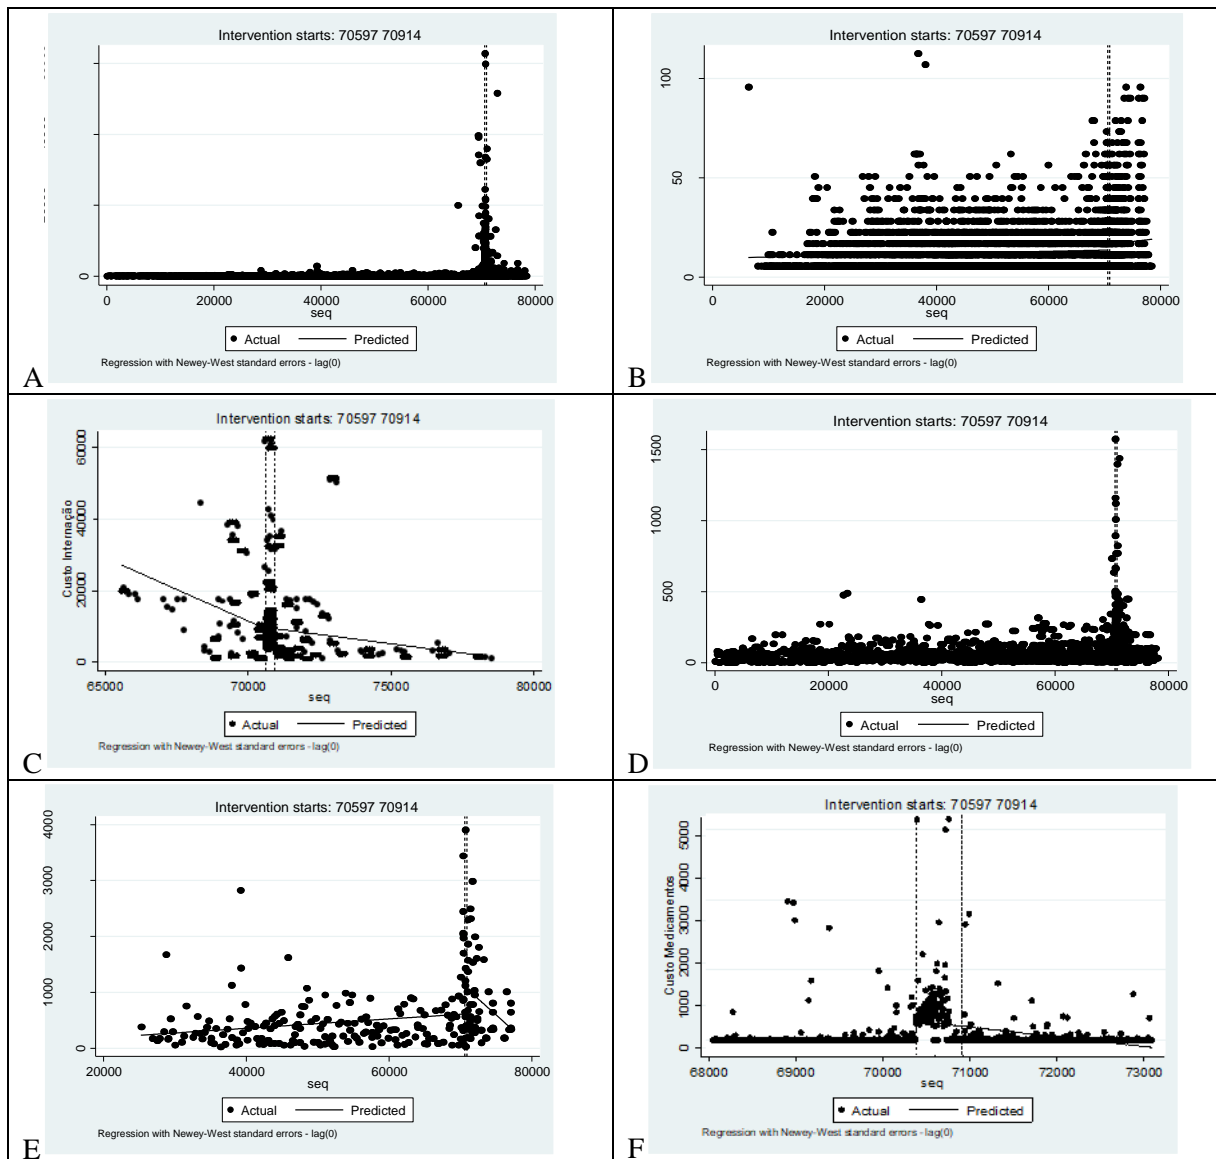 Intervention starts: 70597 70914
0
0 20000 40000 60000 80000
seq
Actual Predicted
Regression with Newey-West standard errors - lag(0)
A
Intervention starts: 70597 70914
100
50
0
0 20000 40000 60000 80000
seq
Actual Predicted
Regression with Newey-West standard errors - lag(0)
B
Intervention starts: 70597 70914
Custo Internação
60000
40000
20000
0
65000 70000 75000 80000
seq
Actual Predicted
Regression with Newey-West standard errors - lag(0)
C
Intervention starts: 70597 70914
1500
1000
500
0
0 20000 40000 60000 80000
seq
Actual Predicted
Regression with Newey-West standard errors - lag(0)
D
Intervention starts: 70597 70914
4000
3000
2000
1000
0
20000 40000 60000 80000
seq
Actual Predicted
Regression with Newey-West standard errors - lag(0)
E
Intervention starts: 70597 70914
Custo Medicamentos
5000
4000
3000
2000
1000
0
68000 69000 70000 71000 72000 73000
seq
Actual Predicted
Regression with Newey-West standard errors - lag(0)
F